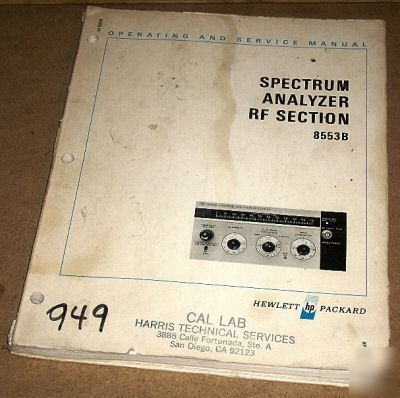 OPERATING AND SERVICE MANUAL
SPECTRUM
ANALYZER
RF SECTION
8553B
HEWLETT hp PACKARD
949
CAL LAB
HARRIS TECHNICAL SERVICES
3888 Calle Fortunada, Ste. A
San Diego, CA 92123